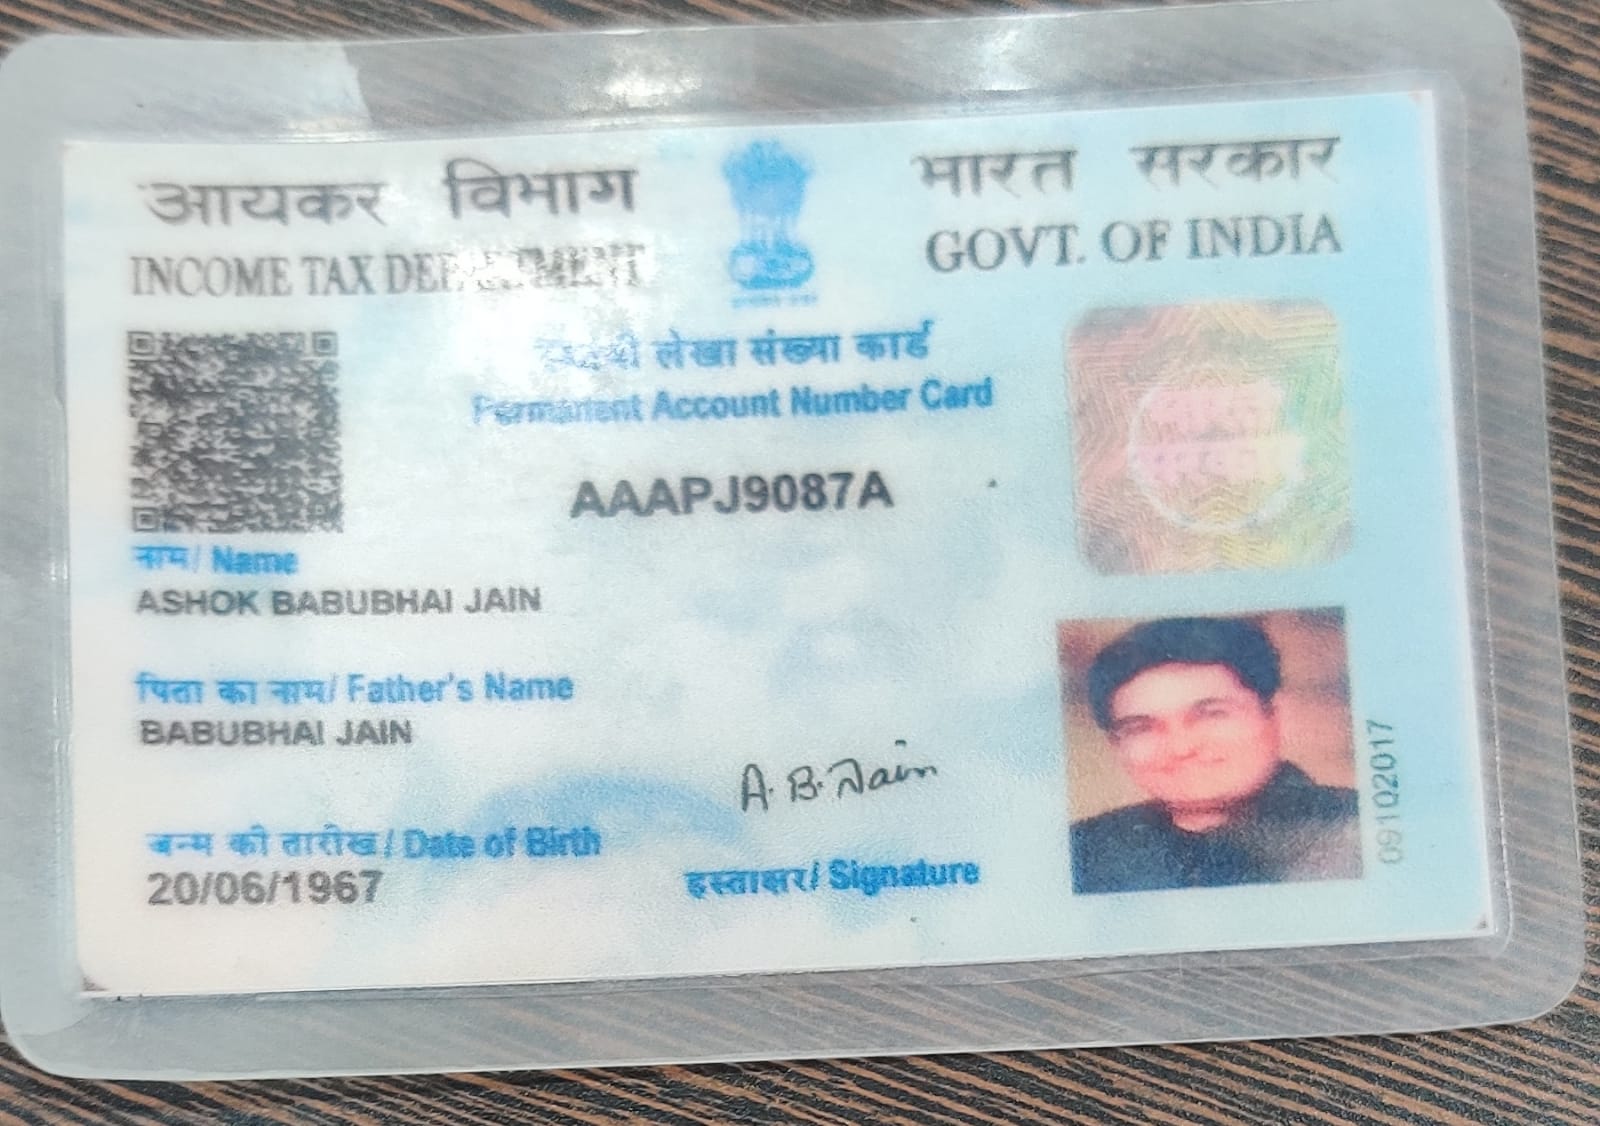 आयकर विभाग
INCOME TAX DEPARTMENT
भारत सरकार
GOVT. OF INDIA
लेखा संख्या कार्ड
Permanent Account Number Card
AAAPJ9087A
नाम/ Name
ASHOK BABUBHAI JAIN
पिता का नाम/ Father's Name
BABUBHAI JAIN
जन्म की तारीख/ Date of Birth
20/06/1967
A. B. Jain
हस्ताक्षर/ Signature
09102017